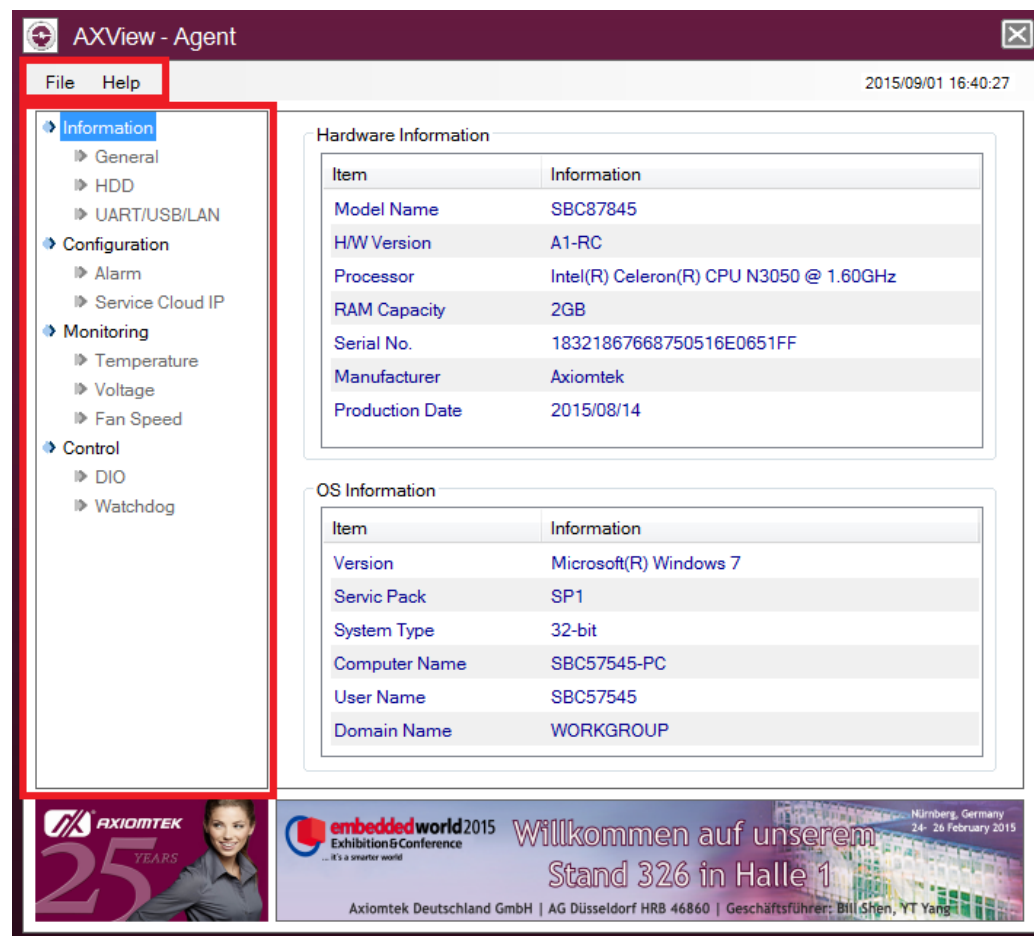 AXView - Agent
File Help 2015/09/01 16:40:27
Information
General
HDD
UART/USB/LAN
Configuration
Alarm
Service Cloud IP
Monitoring
Temperature
Voltage
Fan Speed
Control
DIO
Watchdog
Hardware Information
Item Information
Model Name SBC87845
H/W Version A1-RC
Processor Intel(R) Celeron(R) CPU N3050 @ 1.60GHz
RAM Capacity 2GB
Serial No. 18321867668750516E0651FF
Manufacturer Axiomtek
Production Date 2015/08/14
OS Information
Item Information
Version Microsoft(R) Windows 7
Servic Pack SP1
System Type 32-bit
Computer Name SBC57545-PC
User Name SBC57545
Domain Name WORKGROUP
AXIOMTEK
25
YEARS
embedded world 2015
Exhibition & Conference
... it's a smarter world
Willkommen auf unserem
Stand 326 in Halle 1
Nürnberg, Germany
24- 26 February 2015
Axiomtek Deutschland GmbH | AG Düsseldorf HRB 46860 | Geschäftsführer: Bill Shen, YT Yang